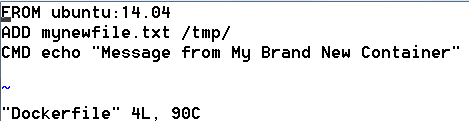 FROM ubuntu:14.04
ADD mynewfile.txt /tmp/
CMD echo "Message from My Brand New Container"
~
"Dockerfile" 4L, 90C